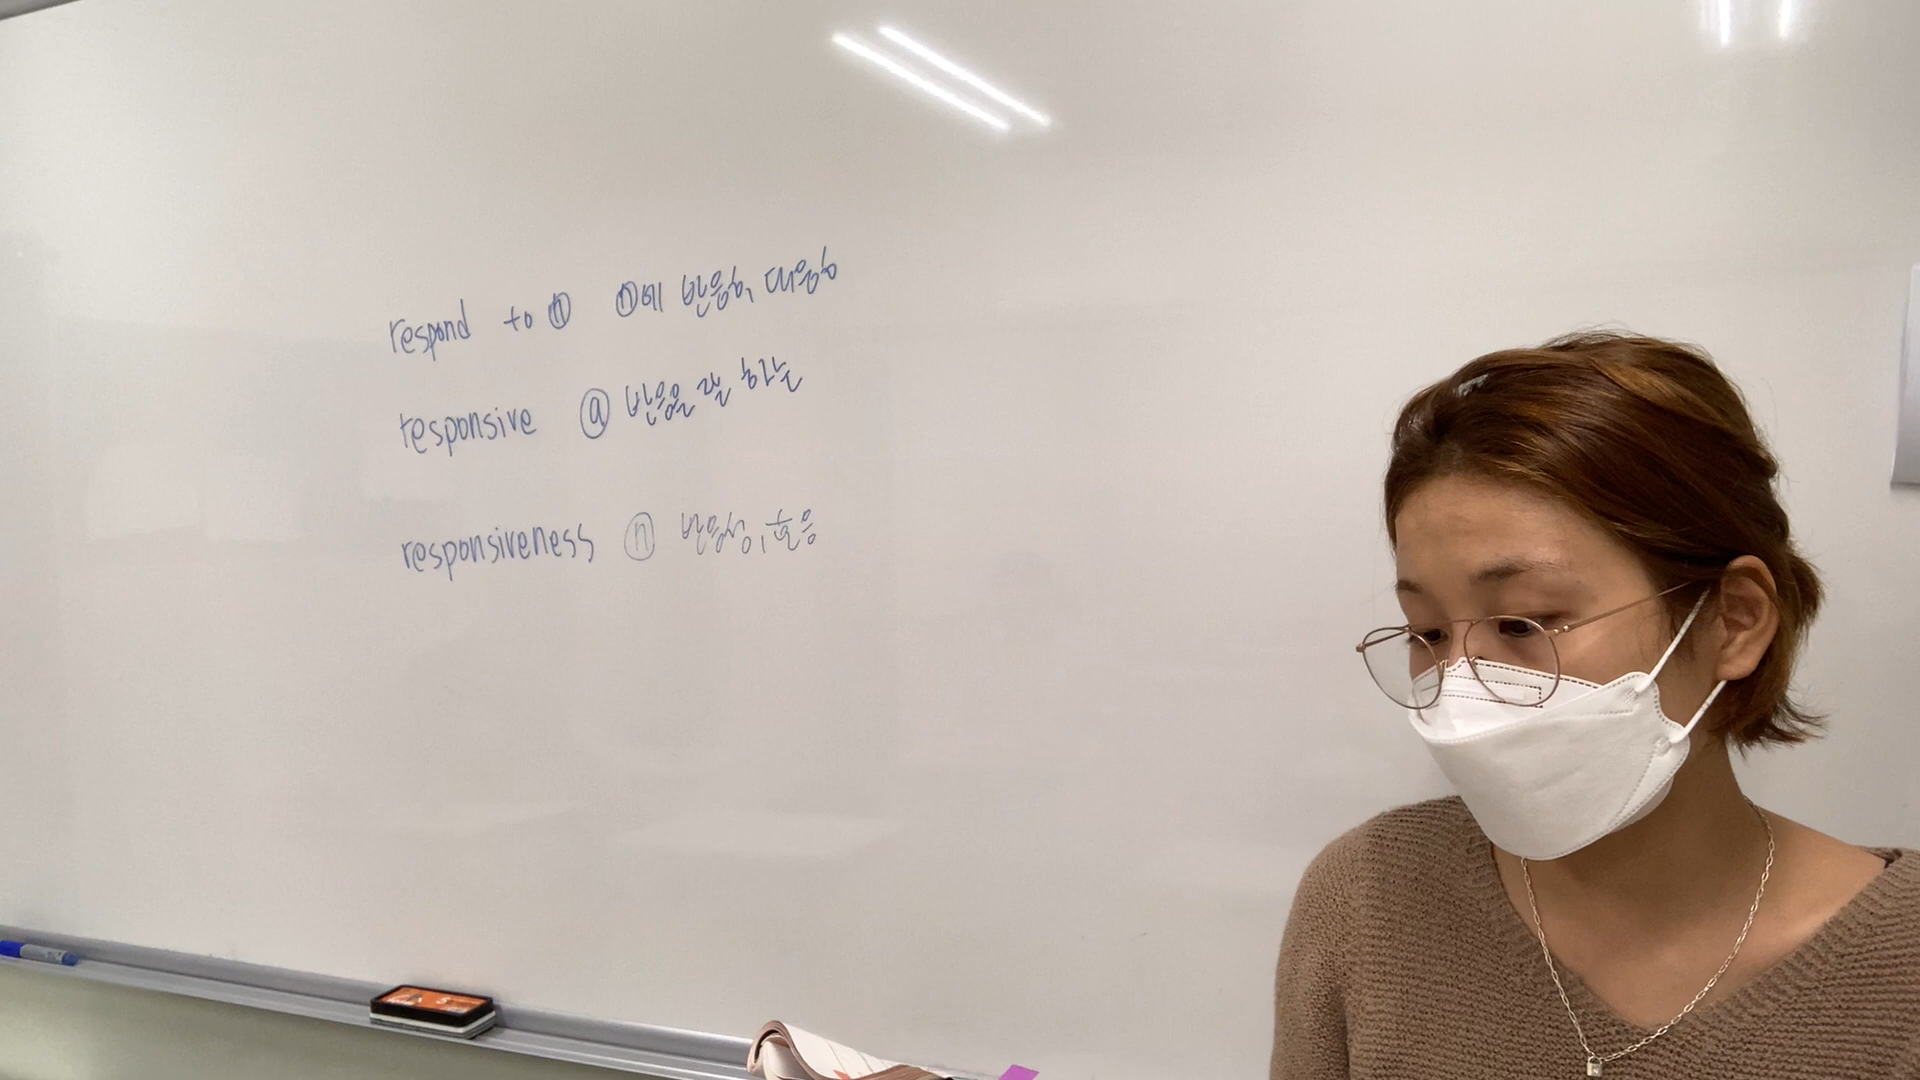 respond to ⓝ ⓝ에 반응하, 대응하
responsive ⓐ 반응을 잘 하는
responsiveness ⓝ 반응성, 호응